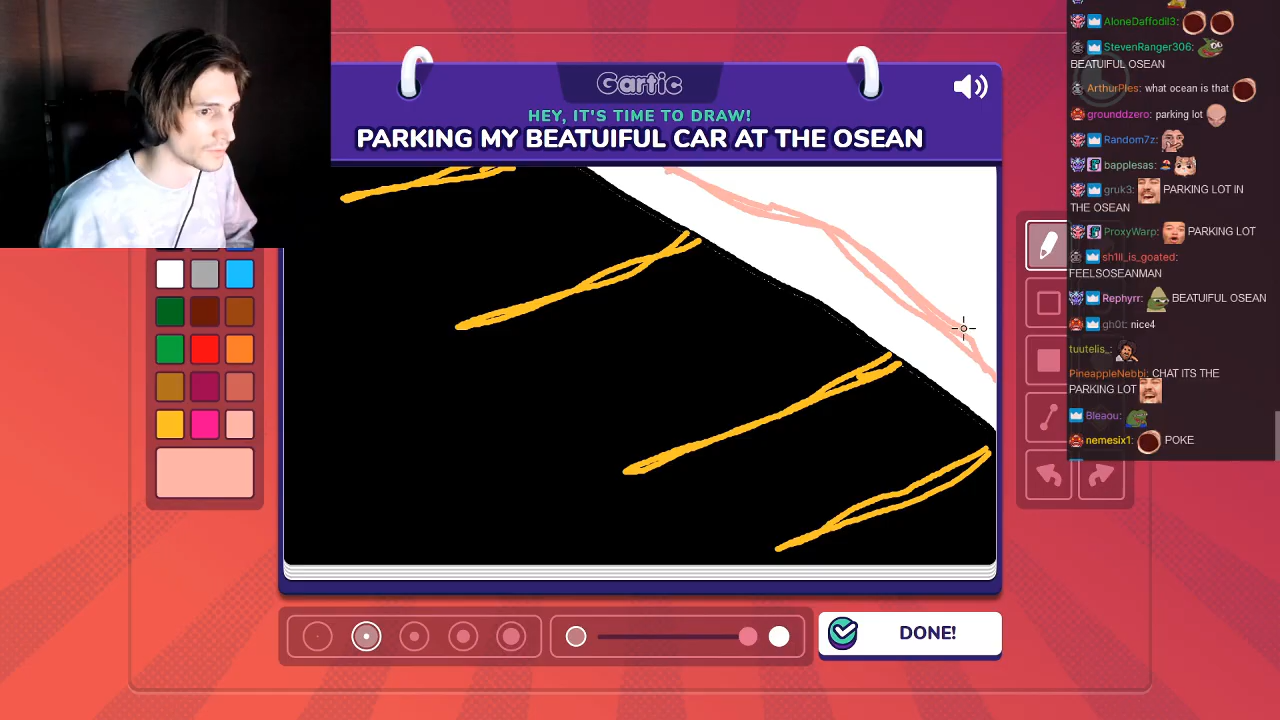 Gartic
HEY, IT'S TIME TO DRAW!
PARKING MY BEATUIFUL CAR AT THE OSEAN
AloneDaffodil3:
StevenRanger306:
BEATUIFUL OSEAN
ArthurPles: what ocean is that
grounddzero: parking lot
Random7z:
bapplesas:
gruk3: PARKING LOT IN
THE OSEAN
ProxyWarp: PARKING LOT
sh1ll_is_goated:
FEELSOSEANMAN
Rephyrr: BEATUIFUL OSEAN
gh0t: nice4
tuutelis_:
PineappleNebbi: CHAT ITS THE
PARKING LOT
Bleaou:
nemesix1: POKE
DONE!